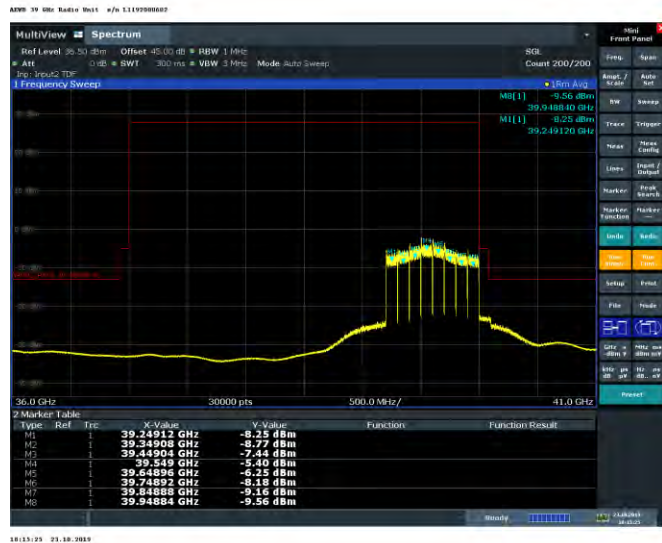 39 GHz Radio Unit
MultiView Spectrum
Ref Level 36.50 dBm Offset 45.00 dB RBW 1 MHz SGL
Att 0 dB SWT 300 ms VBW 3 MHz Mode Auto Sweep Count 200/200
Inp: Input2 TDF
1 Frequency Sweep 1Rm Avg
M8[1] -9.56 dBm
39.948840 GHz
M1[1] -8.25 dBm
39.249120 GHz
36.0 GHz 30000 pts 500.0 MHz/ 41.0 GHz
2 Marker Table
Type Ref Trc X-Value Y-Value Function Function Result
M1 1 39.24912 GHz -8.25 dBm
M2 1 39.34908 GHz -8.77 dBm
M3 1 39.44904 GHz -7.44 dBm
M4 1 39.549 GHz -5.40 dBm
M5 1 39.64896 GHz -6.25 dBm
M6 1 39.74892 GHz -8.18 dBm
M7 1 39.84888 GHz -9.16 dBm
M8 1 39.94884 GHz -9.56 dBm
Ready
Mini
Front Panel
Freq Span
Ampt / Scale Auto Set
BW Sweep
Trace Trigger
Meas Meas Config
Lines Input / Output
Marker Peak Search
Marker Function Marker
Undo Redo
Setup Print
File Mode
Preset
18:15:25 21.10.2019